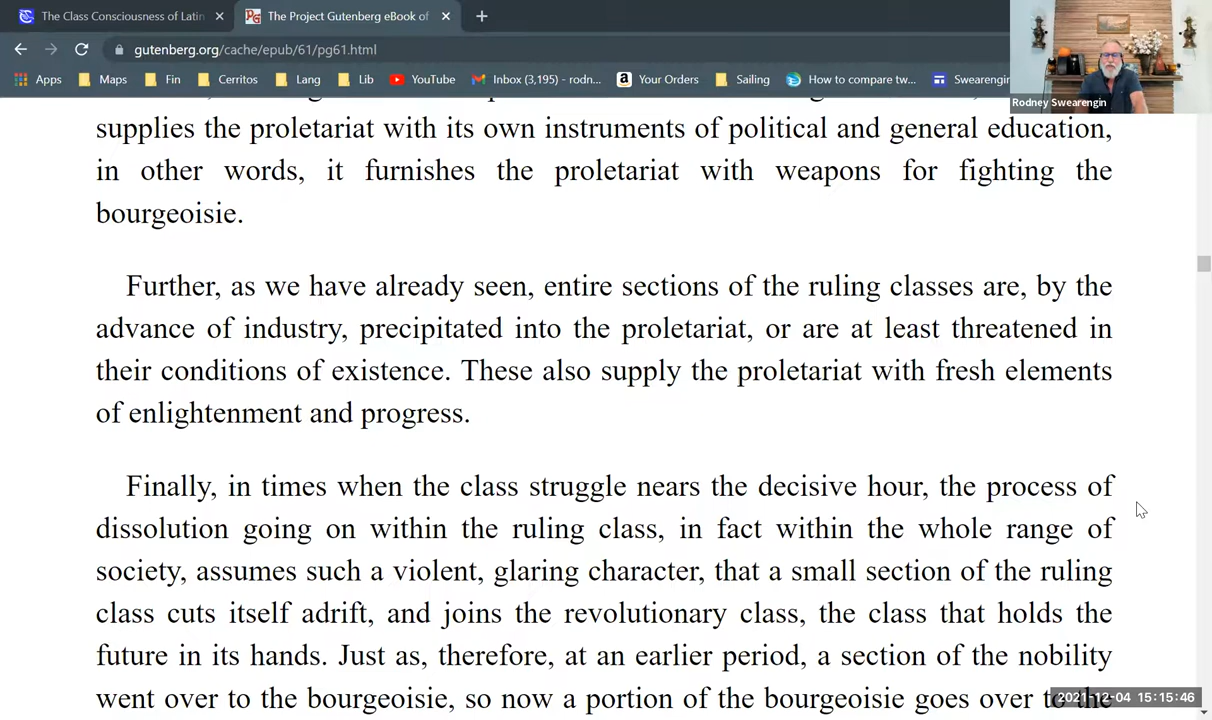 The Class Consciousness of Latin
The Project Gutenberg eBook of
gutenberg.org/cache/epub/61/pg61.html
Apps Maps Fin Cerritos Lang Lib YouTube Inbox (3,195) - rodn... Your Orders Sailing How to compare tw... Swearengin
Rodney Swearengin
supplies the proletariat with its own instruments of political and general education,
in other words, it furnishes the proletariat with weapons for fighting the
bourgeoisie.
Further, as we have already seen, entire sections of the ruling classes are, by the
advance of industry, precipitated into the proletariat, or are at least threatened in
their conditions of existence. These also supply the proletariat with fresh elements
of enlightenment and progress.
Finally, in times when the class struggle nears the decisive hour, the process of
dissolution going on within the ruling class, in fact within the whole range of
society, assumes such a violent, glaring character, that a small section of the ruling
class cuts itself adrift, and joins the revolutionary class, the class that holds the
future in its hands. Just as, therefore, at an earlier period, a section of the nobility
went over to the bourgeoisie, so now a portion of the bourgeoisie goes over to the
2021-12-04 15:15:46